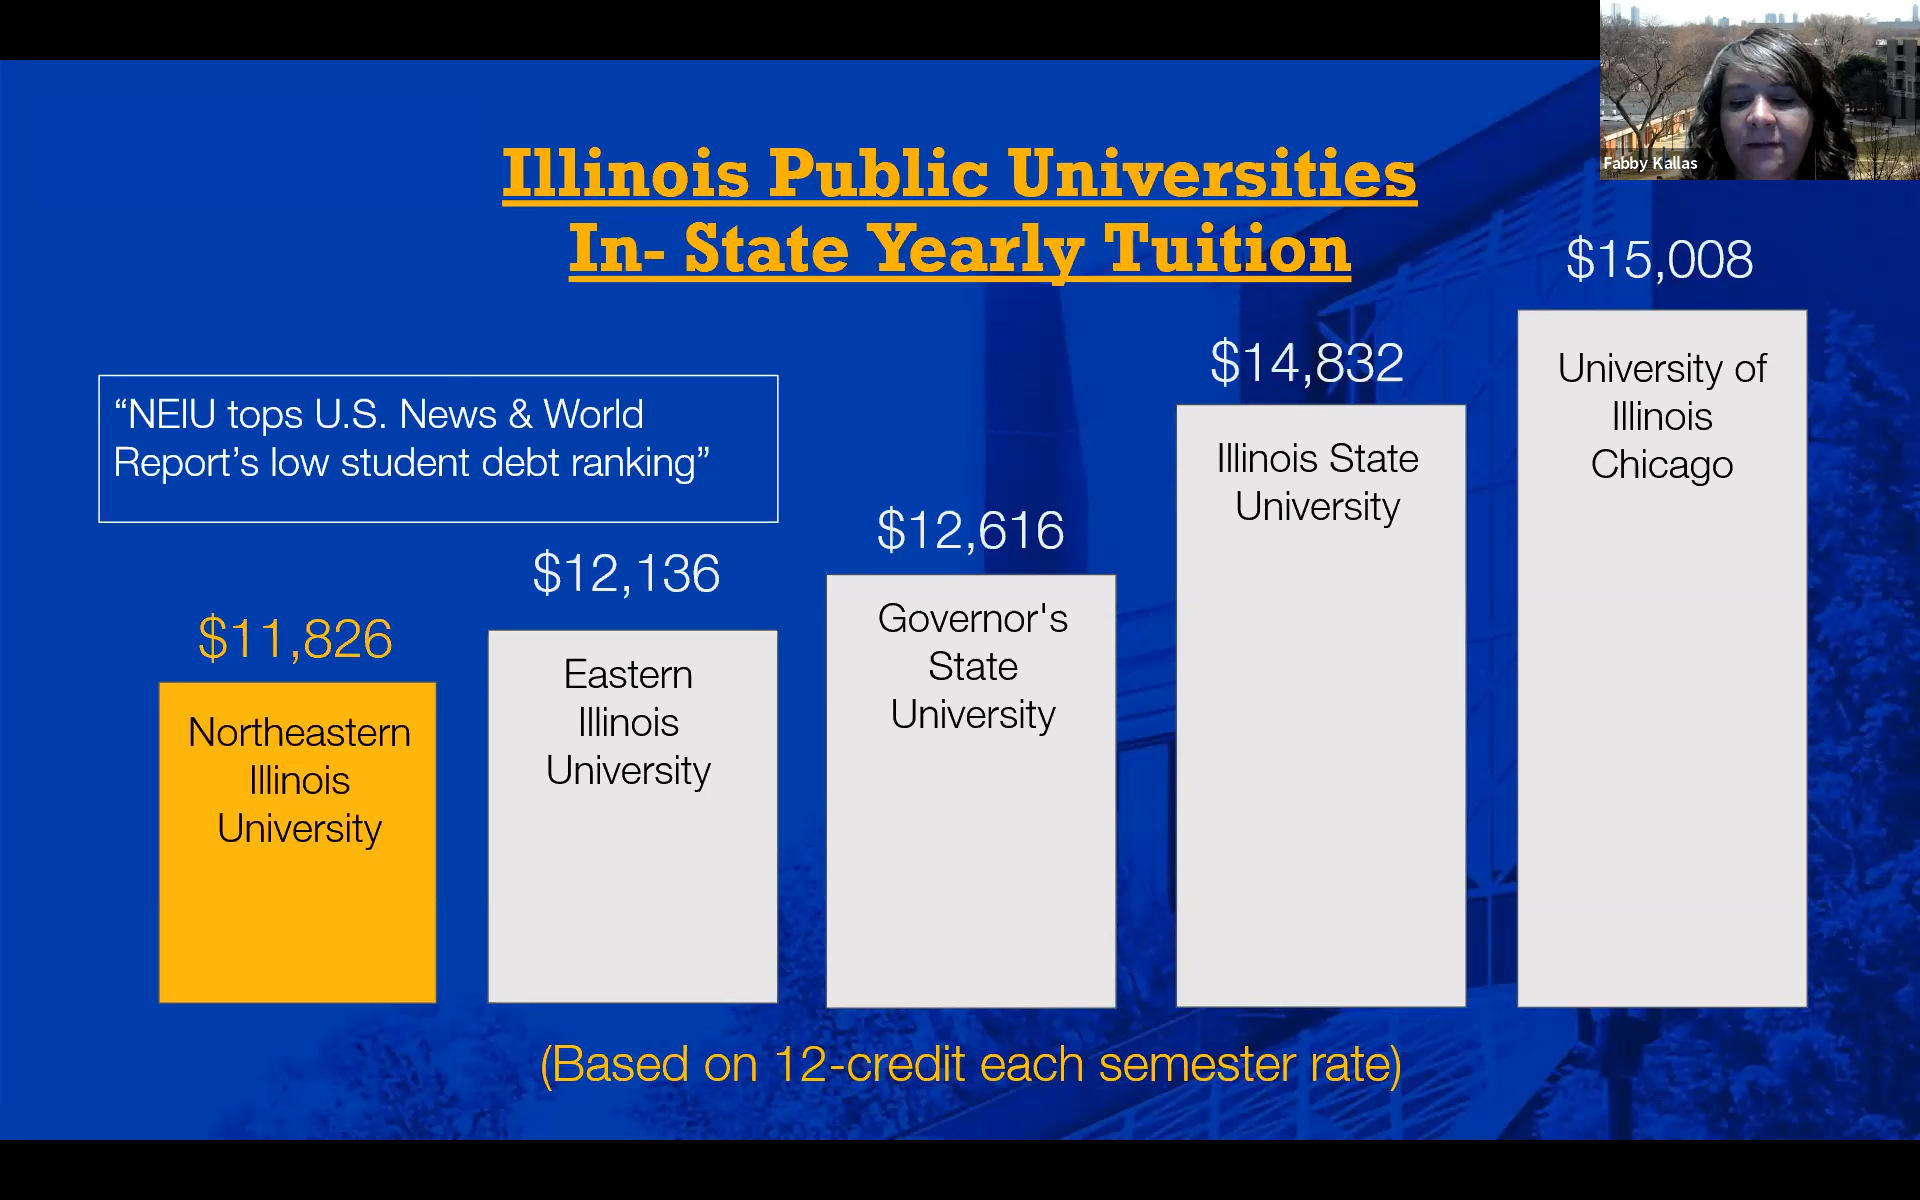 Fabby Kallas
Illinois Public Universities
In- State Yearly Tuition
“NEIU tops U.S. News & World
Report’s low student debt ranking”
$11,826
Northeastern
Illinois
University
$12,136
Eastern
Illinois
University
$12,616
Governor's
State
University
$14,832
Illinois State
University
$15,008
University of
Illinois
Chicago
(Based on 12-credit each semester rate)